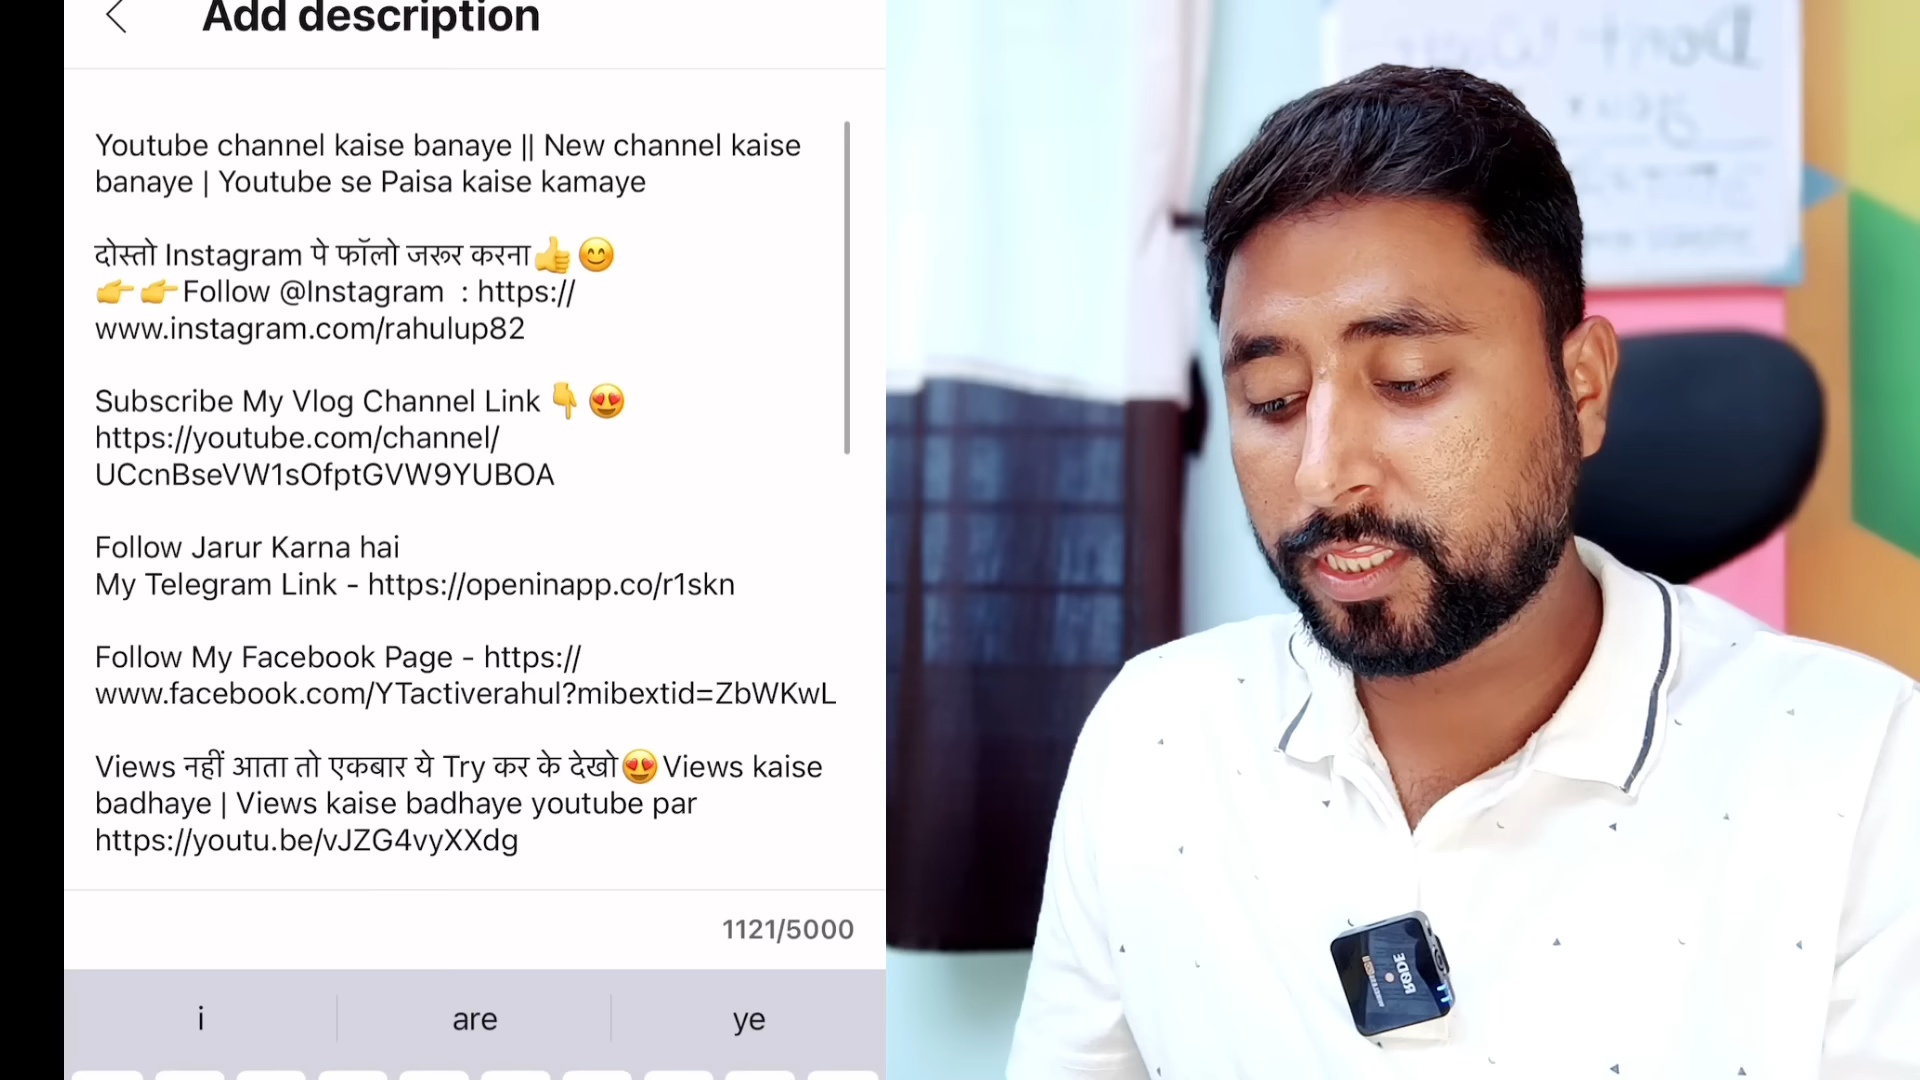 Add description
Youtube channel kaise banaye || New channel kaise
banaye | Youtube se Paisa kaise kamaye
दोस्तो Instagram पे फॉलो जरूर करना👍😊
👉👉Follow @Instagram : https://
www.instagram.com/rahulup82
Subscribe My Vlog Channel Link 👇😍
https://youtube.com/channel/
UCcnBseVW1sOfptGVW9YUBOA
Follow Jarur Karna hai
My Telegram Link - https://openinapp.co/r1skn
Follow My Facebook Page - https://
www.facebook.com/YTactiverahul?mibextid=ZbWKwL
Views नहीं आता तो एकबार ये Try कर के देखो😍Views kaise
badhaye | Views kaise badhaye youtube par
https://youtu.be/vJZG4vyXXdg
1121/5000
i are ye
Dont
your
RØDE